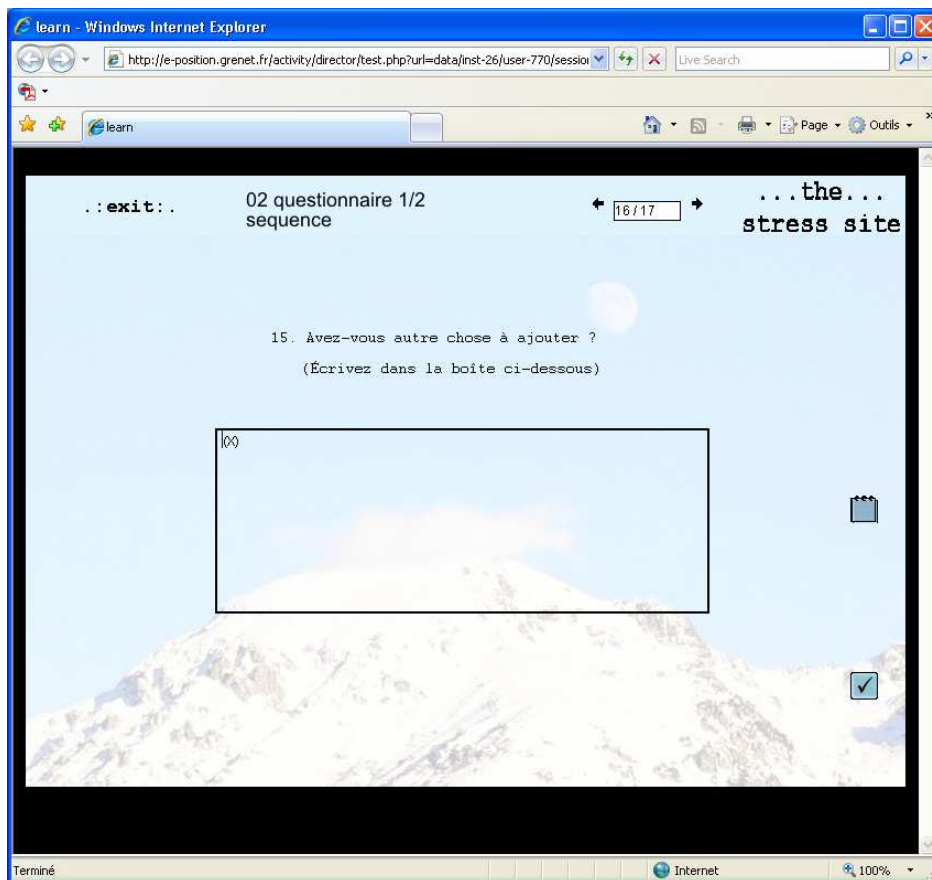 learn - Windows Internet Explorer
http://e-position.grenet.fr/activity/director/test.php?url=data/inst-26/user-770/session
Live Search
learn
Page
Outils
.:exit:.
02 questionnaire 1/2
sequence
16/17
...the...
stress site
15. Avez-vous autre chose à ajouter ?
(Écrivez dans la boîte ci-dessous)
(X)
Terminé
Internet
100%